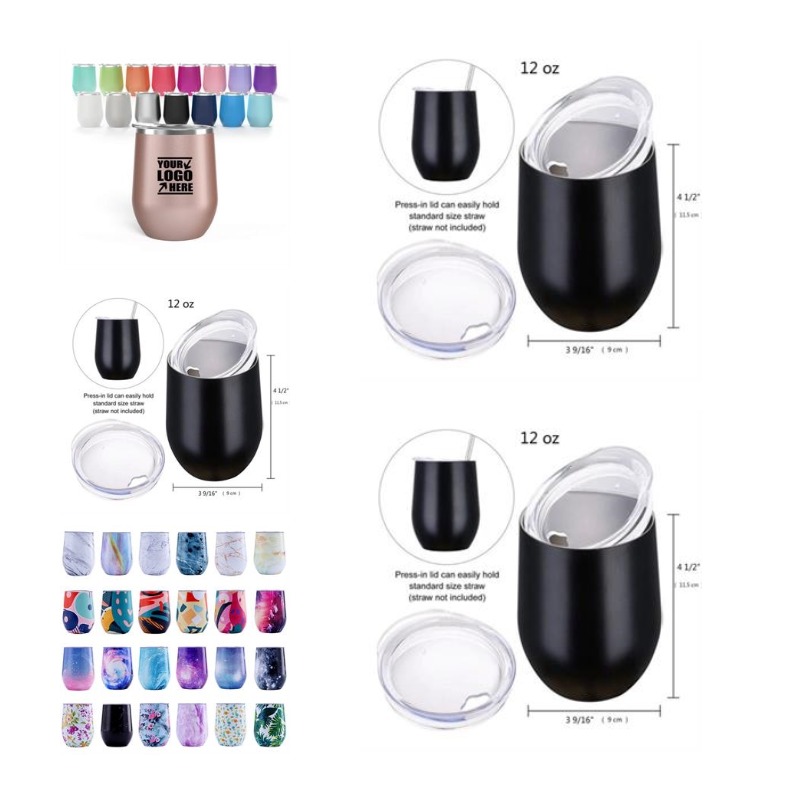 YOUR
LOGO
HERE
12 oz
Press-in lid can easily hold
standard size straw
(straw not included)
4 1/2"
( 11.5 cm
3 9/16" ( 9 cm )
12 oz
Press-in lid can easily hold
standard size straw
(straw not included)
4 1/2"
( 11.5 cm
3 9/16" ( 9 cm )
12 oz
Press-in lid can easily hold
standard size straw
(straw not included)
4 1/2"
( 11.5 cm
3 9/16" ( 9 cm )